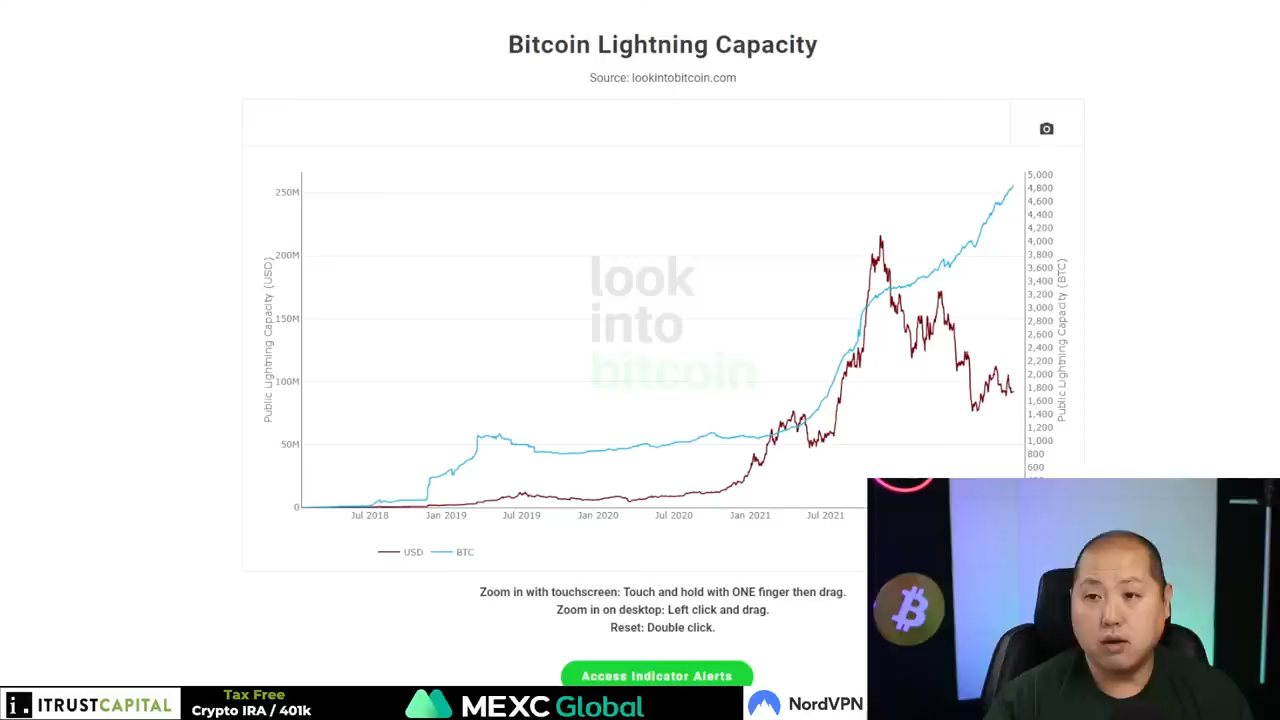 Bitcoin Lightning Capacity
Source: lookintobitcoin.com
250M
200M
150M
100M
50M
0
Public Lightning Capacity (USD)
look
into
bitcoin
5,000
4,800
4,600
4,400
4,200
4,000
3,800
3,600
3,400
3,200
3,000
2,800
2,600
2,400
2,200
2,000
1,800
1,600
1,400
1,200
1,000
800
600
Public Lightning Capacity (BTC)
Jul 2018
Jan 2019
Jul 2019
Jan 2020
Jul 2020
Jan 2021
Jul 2021
USD
BTC
Zoom in with touchscreen: Touch and hold with ONE finger then drag.
Zoom in on desktop: Left click and drag.
Reset: Double click.
Access Indicator Alerts
i. ITRUSTCAPITAL
Tax Free
Crypto IRA / 401k
MEXC Global
NordVPN